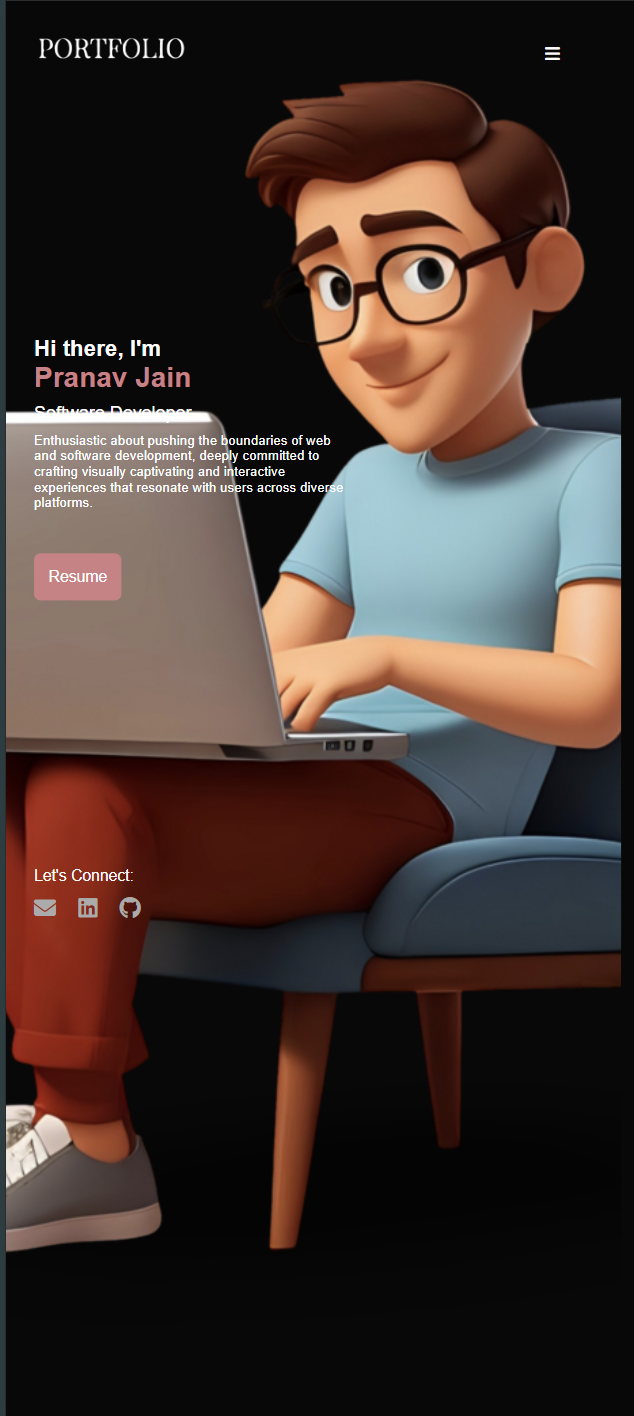 PORTFOLIO
Hi there, I'm
Pranav Jain
Software Developer
Enthusiastic about pushing the boundaries of web
and software development, deeply committed to
crafting visually captivating and interactive
experiences that resonate with users across diverse
platforms.
Resume
Let's Connect:
in